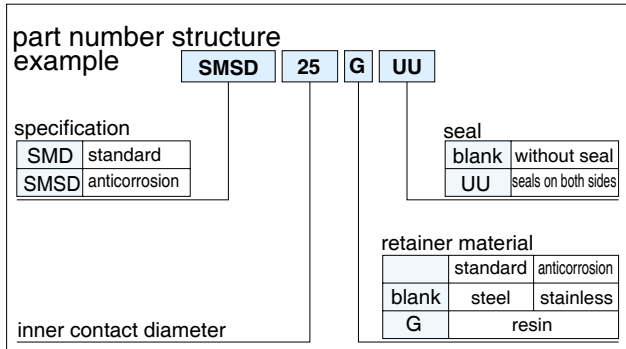 part number structure
example
SMSD 25 G UU
specification
SMD standard
SMSD anticorrosion
seal
blank without seal
UU seals on both sides
retainer material
standard anticorrosion
blank steel stainless
G resin
inner contact diameter